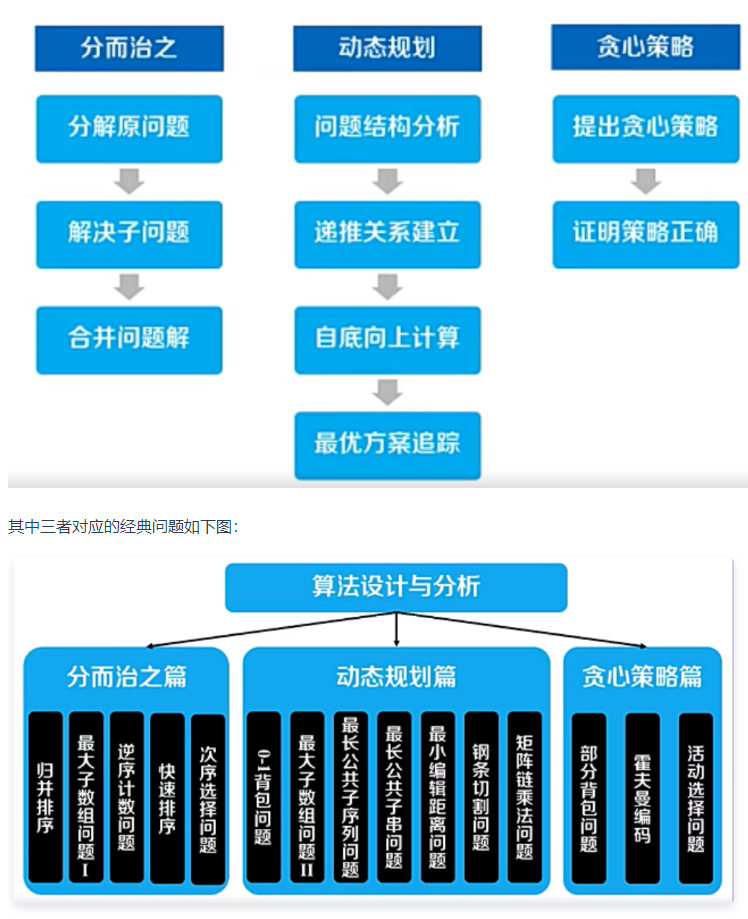 分而治之
动态规划
贪心策略
分解原问题
问题结构分析
提出贪心策略
解决子问题
递推关系建立
证明策略正确
合并问题解
自底向上计算
最优方案追踪
其中三者对应的经典问题如下图：
算法设计与分析
分而治之篇
动态规划篇
贪心策略篇
归并排序
最大子数组问题I
逆序计数问题
快速排序
次序选择问题
0-1背包问题
最大子数组问题II
最长公共子序列问题
最长公共子串问题
最小编辑距离问题
钢条切割问题
矩阵链乘法问题
部分背包问题
霍夫曼编码
活动选择问题